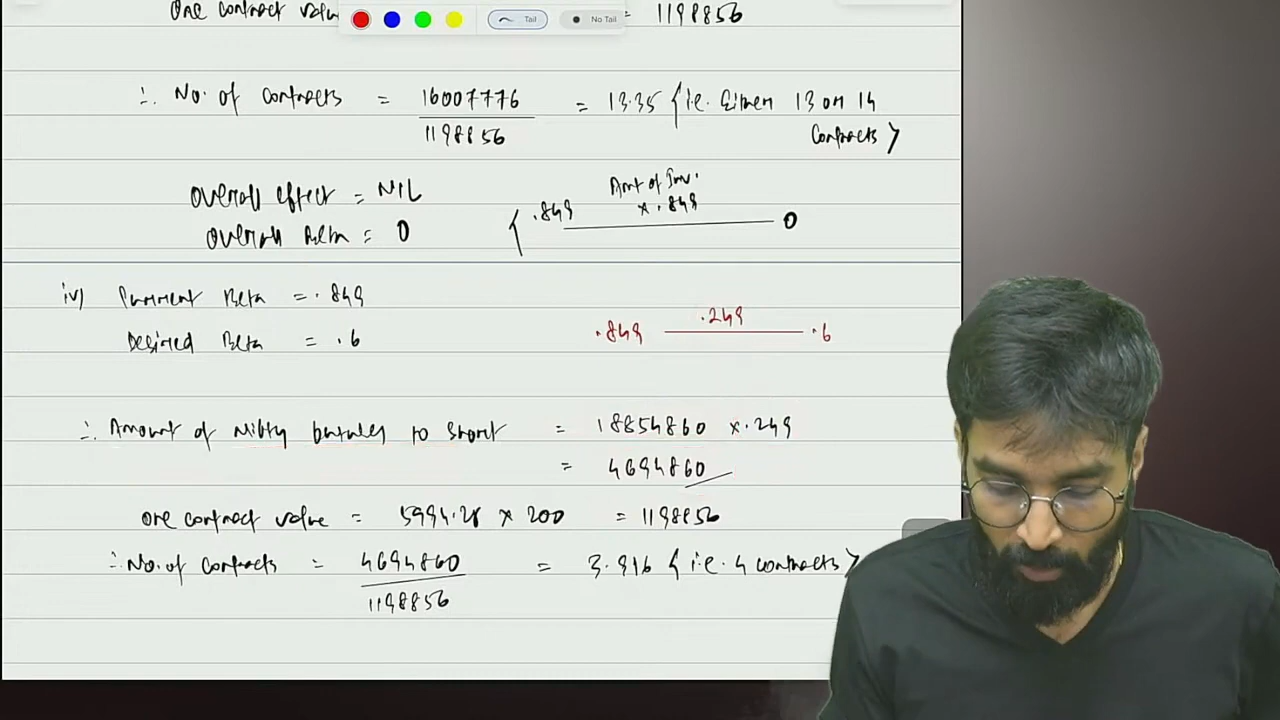 One contract valu
Tail
No Tail
= 1198856
∴ No. of contracts = 16007776 / 1198856 = 13.35 {i.e. Either 13 or 14
contracts}
Overall effect = NIL
Overall Beta = 0
Amt of Inv.
× .849
{ .849 0
iv) Current Beta = .849
Desired Beta = .6
.249
.849 .6
∴ Amount of Nifty futures to short = 18854860 × .249
= 4694860
One contract value = 5994.28 × 200 = 1198856
∴ No. of contracts = 4694860 / 1198856 = 3.916 {i.e. 4 contracts}